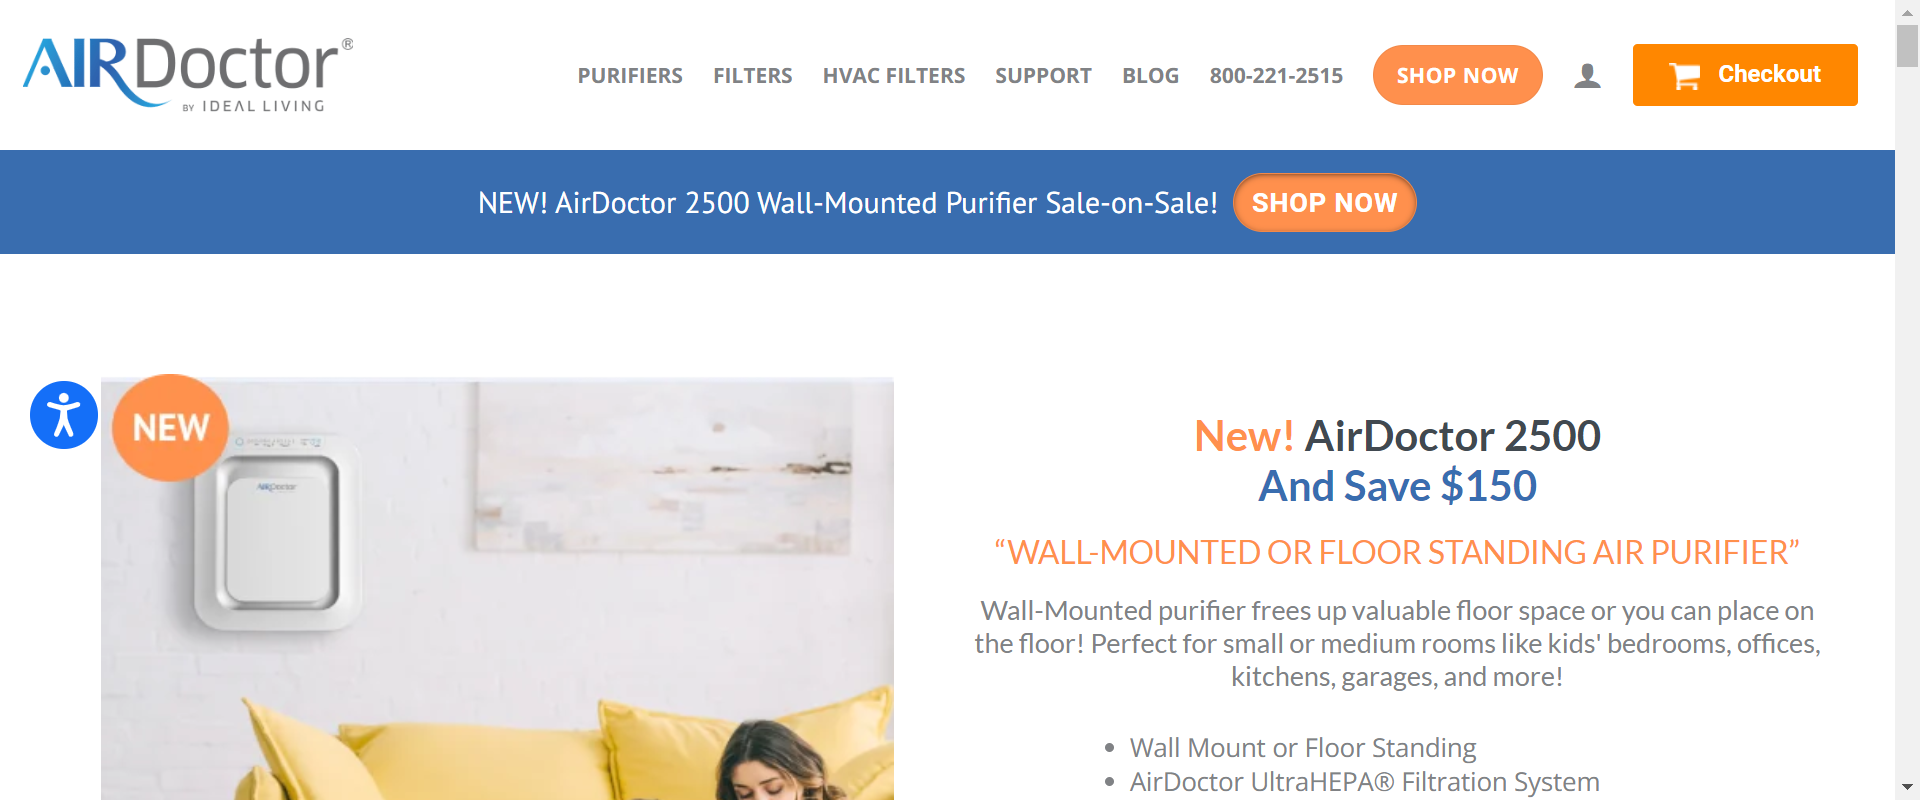 AIRDoctor®
BY IDEAL LIVING
PURIFIERS FILTERS HVAC FILTERS SUPPORT BLOG 800-221-2515 SHOP NOW Checkout
NEW! AirDoctor 2500 Wall-Mounted Purifier Sale-on-Sale! SHOP NOW
NEW
AIRDoctor
New! AirDoctor 2500
And Save $150
“WALL-MOUNTED OR FLOOR STANDING AIR PURIFIER”
Wall-Mounted purifier frees up valuable floor space or you can place on
the floor! Perfect for small or medium rooms like kids' bedrooms, offices,
kitchens, garages, and more!
• Wall Mount or Floor Standing
• AirDoctor UltraHEPA® Filtration System